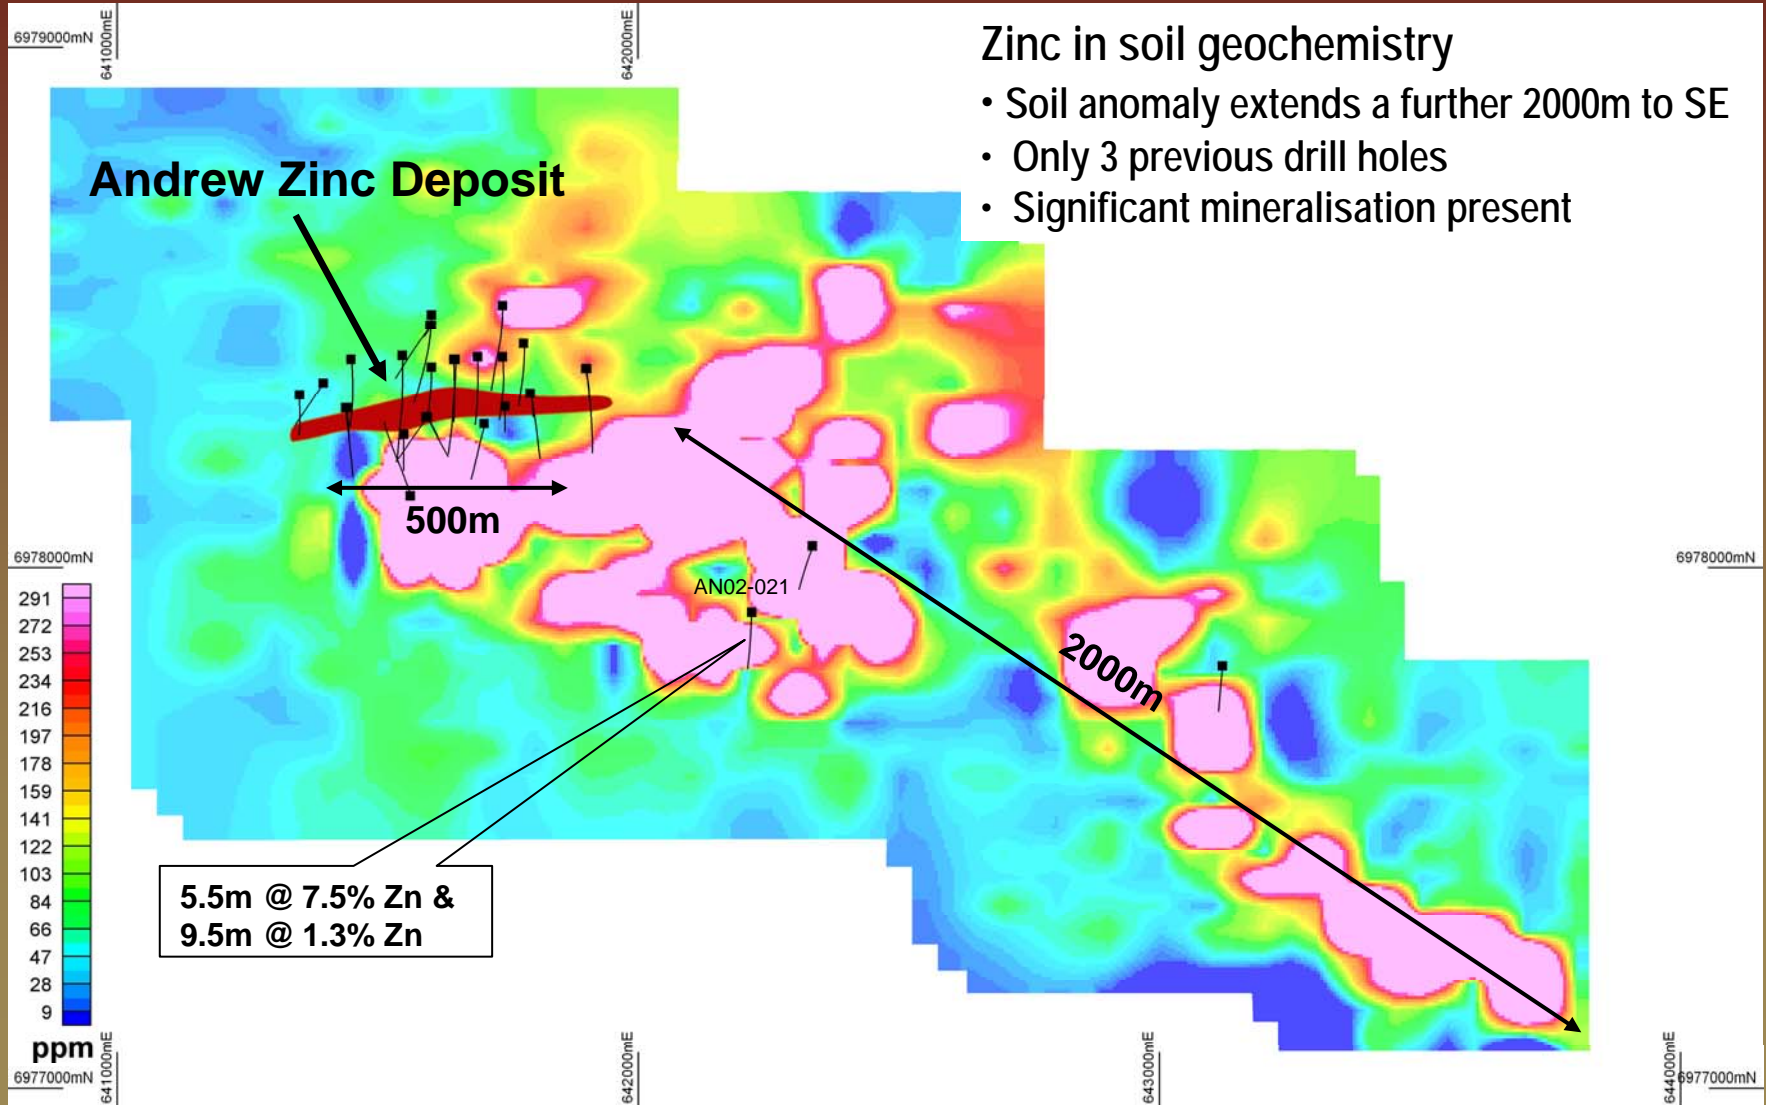 6979000mN
641000mE
642000mE
Zinc in soil geochemistry
• Soil anomaly extends a further 2000m to SE
• Only 3 previous drill holes
• Significant mineralisation present
Andrew Zinc Deposit
500m
6978000mN
6978000mN
AN02-021
2000m
291
272
253
234
216
197
178
159
141
122
103
84
66
47
28
9
ppm
5.5m @ 7.5% Zn &
9.5m @ 1.3% Zn
6977000mN
641000mE
642000mE
643000mE
644000mE
6977000mN